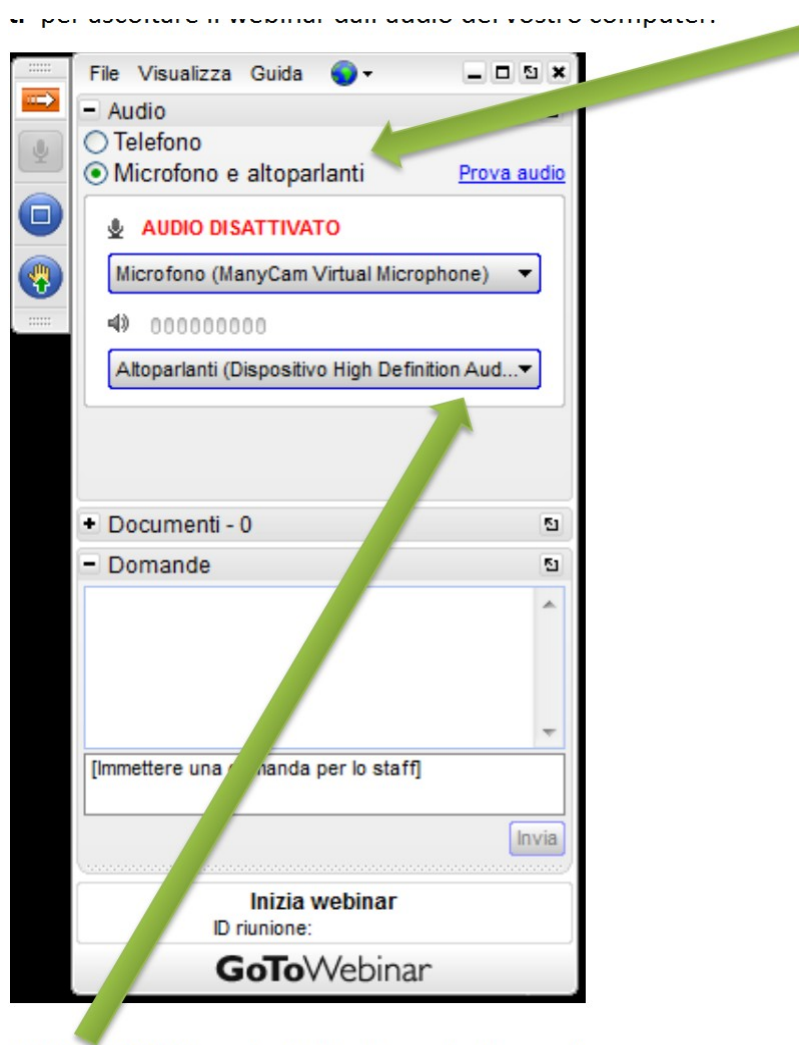 per ascoltare il webinar dall'audio del vostro computer.
File Visualizza Guida
Audio
Telefono
Microfono e altoparlanti Prova audio
AUDIO DISATTIVATO
Microfono (ManyCam Virtual Microphone)
000000000
Altoparlanti (Dispositivo High Definition Aud...
Documenti - 0
Domande
[Immettere una domanda per lo staff]
Invia
Inizia webinar
ID riunione:
GoToWebinar